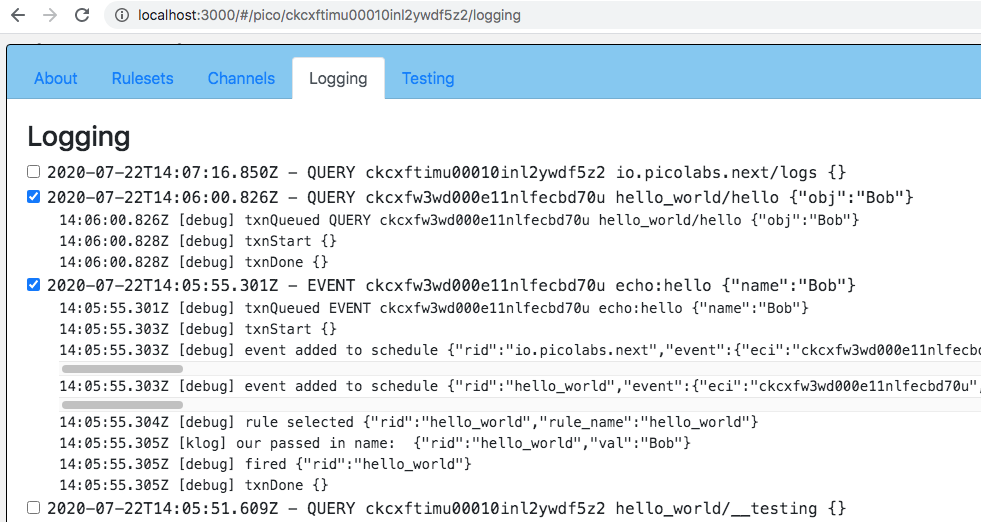 localhost:3000/#/pico/ckcxftimu00010inl2ywdf5z2/logging
About Rulesets Channels Logging Testing
Logging
2020-07-22T14:07:16.850Z – QUERY ckcxftimu00010inl2ywdf5z2 io.picolabs.next/logs {}
2020-07-22T14:06:00.826Z – QUERY ckcxfw3wd000e11nlfecbd70u hello_world/hello {"obj":"Bob"}
14:06:00.826Z [debug] txnQueued QUERY ckcxfw3wd000e11nlfecbd70u hello_world/hello {"obj":"Bob"}
14:06:00.828Z [debug] txnStart {}
14:06:00.828Z [debug] txnDone {}
2020-07-22T14:05:55.301Z – EVENT ckcxfw3wd000e11nlfecbd70u echo:hello {"name":"Bob"}
14:05:55.301Z [debug] txnQueued EVENT ckcxfw3wd000e11nlfecbd70u echo:hello {"name":"Bob"}
14:05:55.303Z [debug] txnStart {}
14:05:55.303Z [debug] event added to schedule {"rid":"io.picolabs.next","event":{"eci":"ckcxfw3wd000e11nlfecbd
14:05:55.303Z [debug] event added to schedule {"rid":"hello_world","event":{"eci":"ckcxfw3wd000e11nlfecbd70u",
14:05:55.304Z [debug] rule selected {"rid":"hello_world","rule_name":"hello_world"}
14:05:55.305Z [klog] our passed in name:  {"rid":"hello_world","val":"Bob"}
14:05:55.305Z [debug] fired {"rid":"hello_world"}
14:05:55.305Z [debug] txnDone {}
2020-07-22T14:05:51.609Z – QUERY ckcxftimu00010inl2ywdf5z2 hello_world/__testing {}